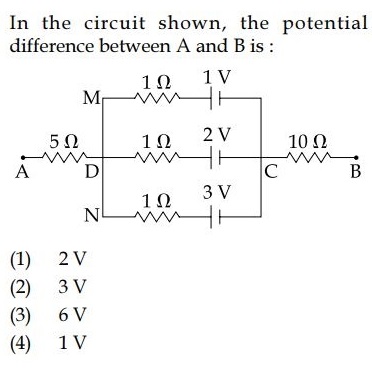 In the circuit shown, the potential
difference between A and B is :
1 Ω 1 V
M
5 Ω 1 Ω 2 V 10 Ω
A D C B
1 Ω 3 V
N
(1) 2 V
(2) 3 V
(3) 6 V
(4) 1 V